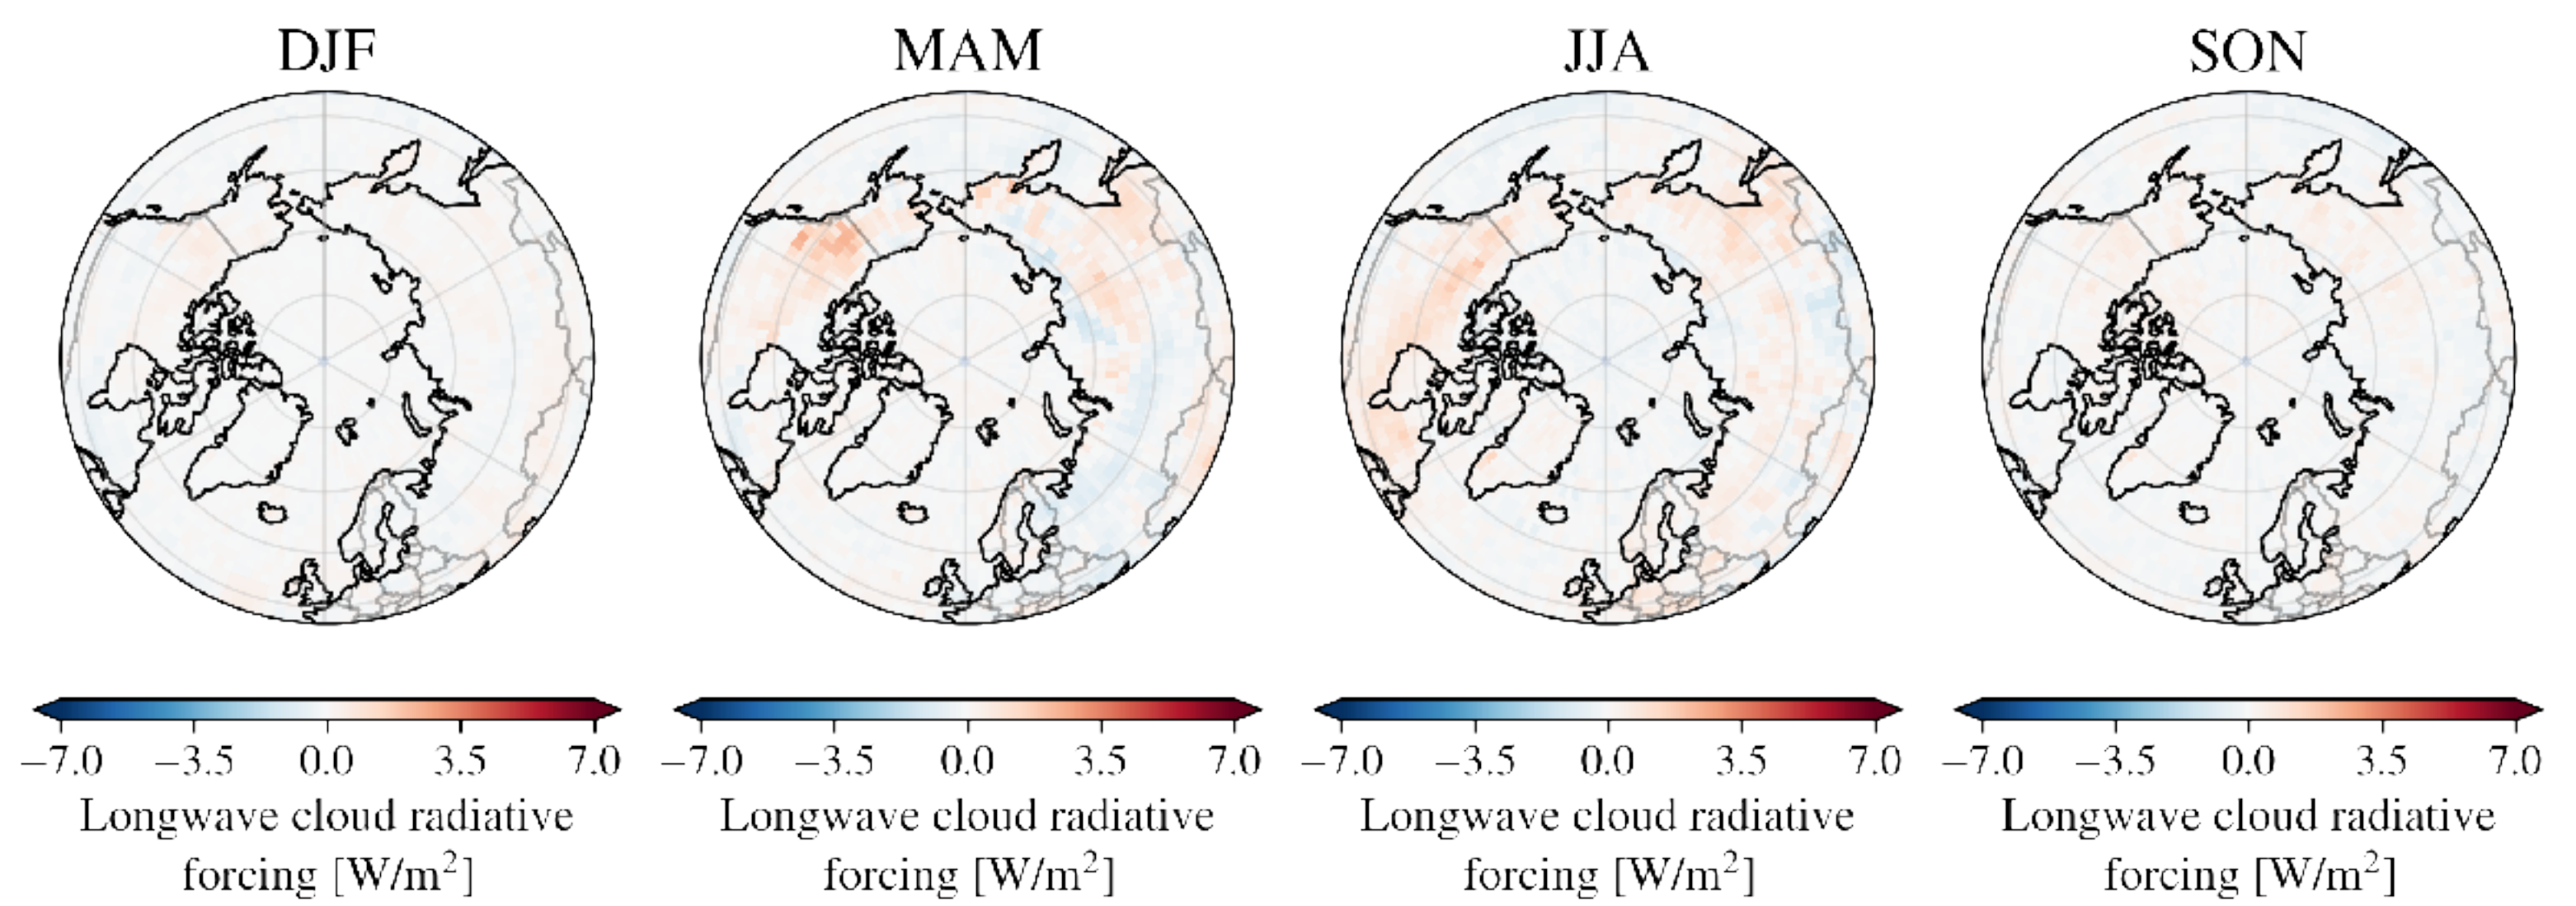 DJF MAM JJA SON
−7.0 −3.5 0.0 3.5 7.0 −7.0 −3.5 0.0 3.5 7.0 −7.0 −3.5 0.0 3.5 7.0 −7.0 −3.5 0.0 3.5 7.0
Longwave cloud radiative Longwave cloud radiative Longwave cloud radiative Longwave cloud radiative
forcing [W/m²] forcing [W/m²] forcing [W/m²] forcing [W/m²]